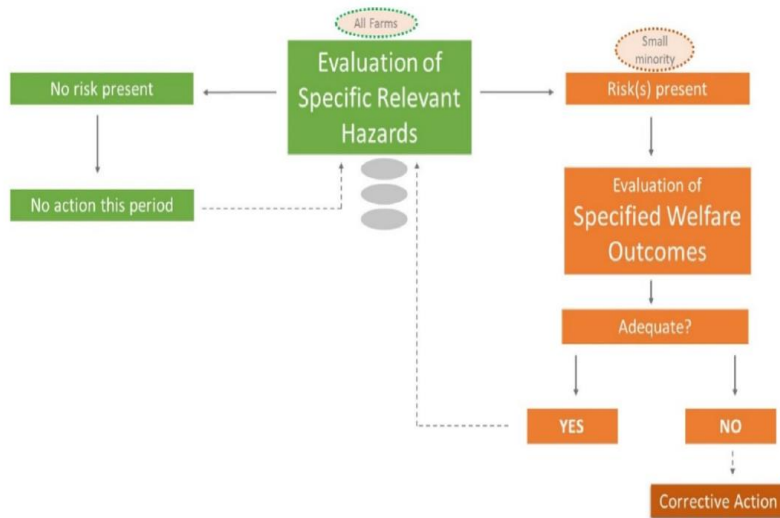 All Farms
Evaluation of
Specific Relevant
Hazards
Small
minority
No risk present
Risk(s) present
No action this period
Evaluation of
Specified Welfare
Outcomes
Adequate?
YES
NO
Corrective Action